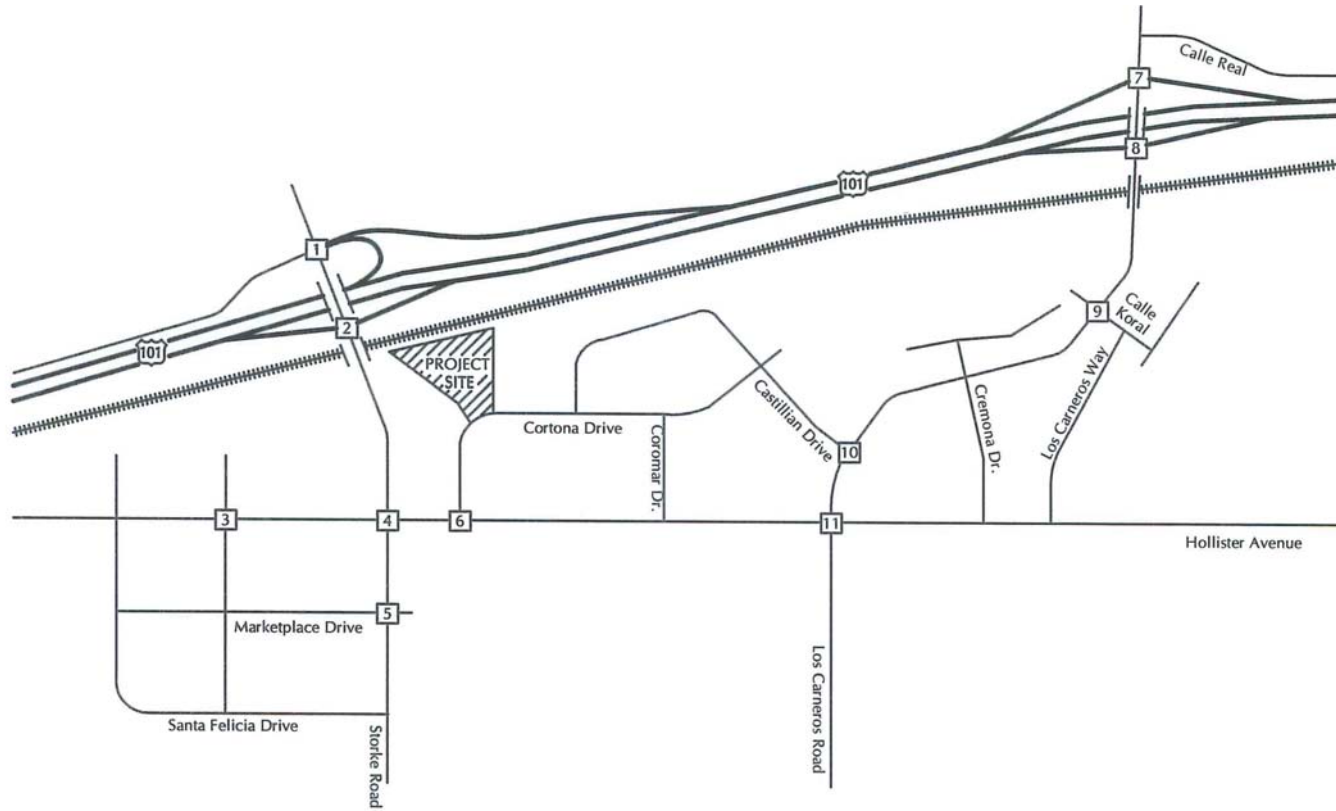 Calle Real
7
8
101
1
2
101
PROJECT
SITE
9
Calle
Koral
Cortona Drive
Coromar Dr.
Castillian Drive
10
Cremona Dr.
Los Carneros Way
3
4
6
11
Hollister Avenue
5
Marketplace Drive
Santa Felicia Drive
Storke Road
Los Carneros Road